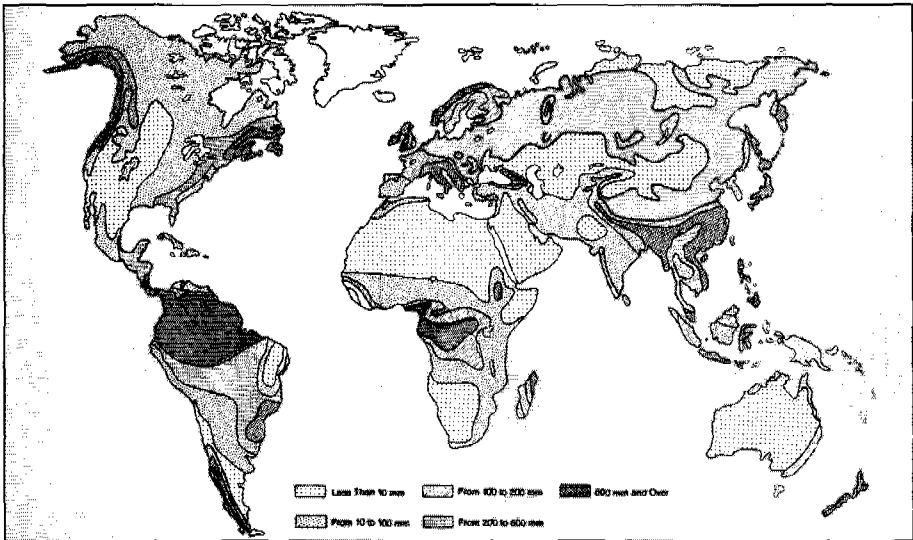 Less Than 10 mm
From 100 to 200 mm
600 mm and Over
From 10 to 100 mm
From 200 to 600 mm